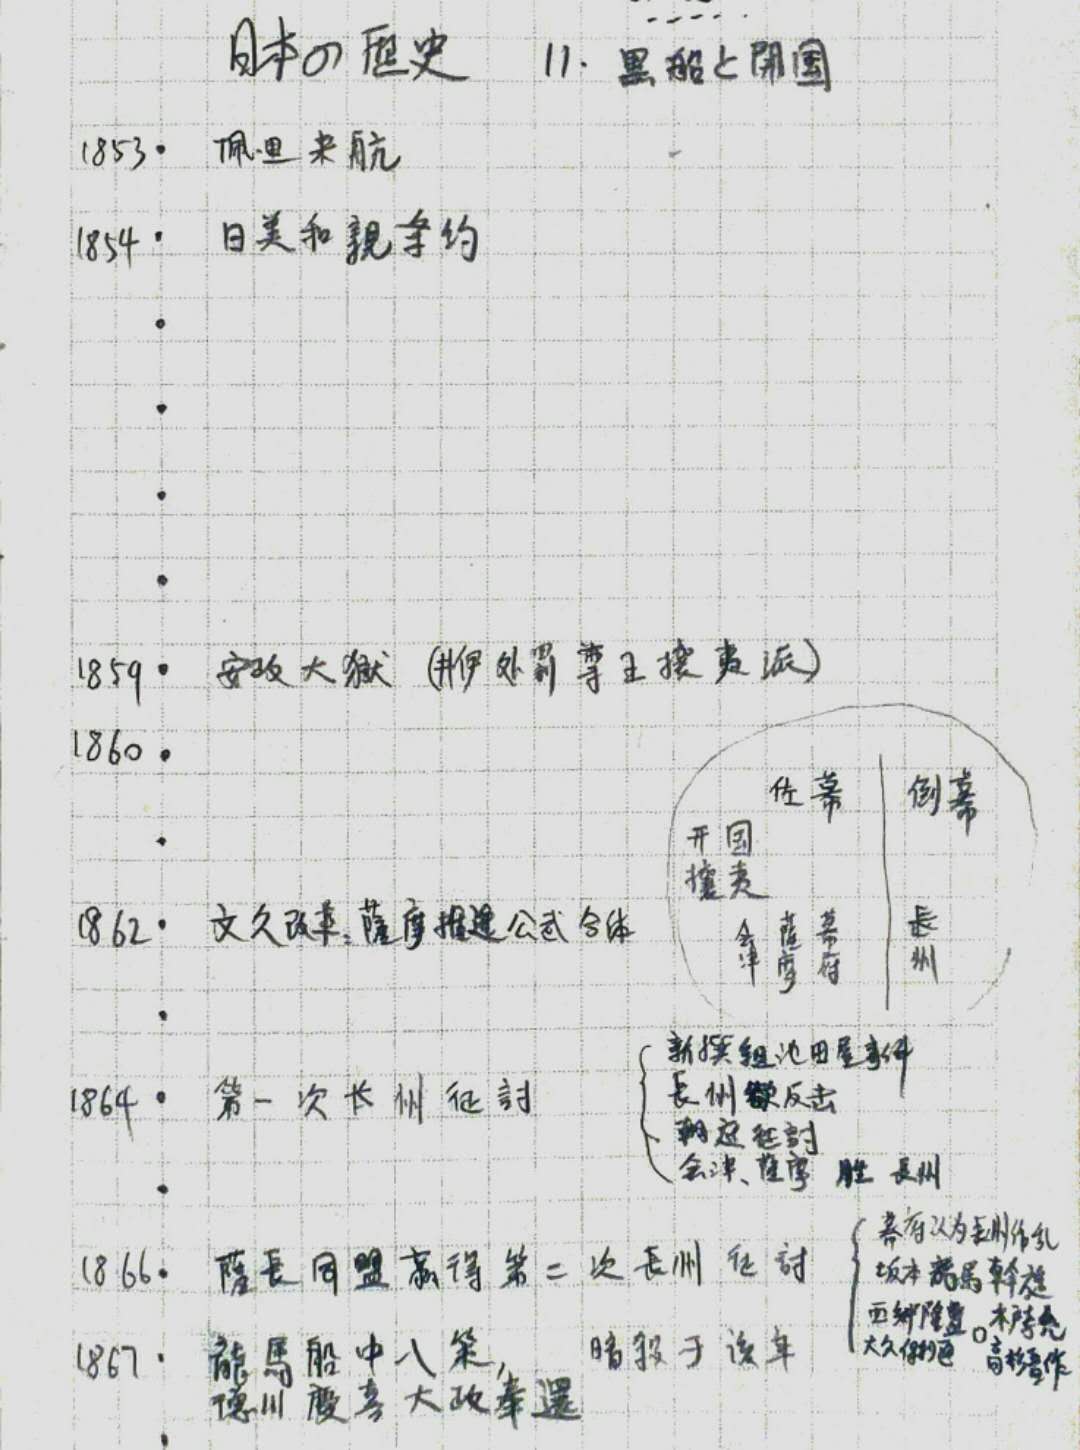 日本の歴史 11. 黒船と開国
1853 佩里来航
1854 日美和親条約
1859 安政大獄 (井伊处罰尊王攘夷派)
1860
佐幕 倒幕
开国
攘夷
会津 薩摩 幕府 長州
1862 文久改革: 薩摩推進公武合体
新撰組池田屋事件
1864 第一次长州征討
長州欲反击
朝廷征討
会津、薩摩 胜 長州
幕府认为長州作乱
1866 薩長同盟赢得第二次長州征討
坂本龍馬斡旋
西郷隆盛 木孝允
大久保利通 高杉晋作
1867 龍馬船中八策, 暗殺于该年
徳川慶喜大政奉還